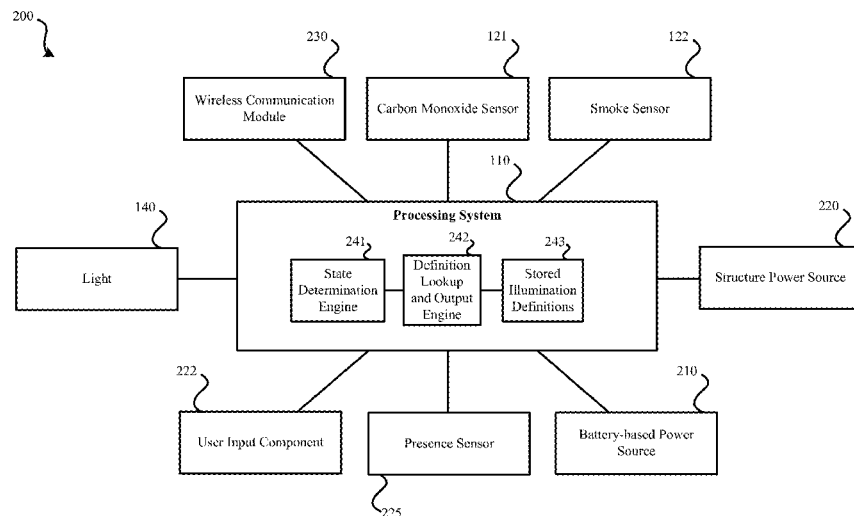 200
230
121
122
Wireless Communication
Module
Carbon Monoxide Sensor
Smoke Sensor
110
140
220
Processing System
241
242
243
Light
State
Determination
Engine
Definition
Lookup
and Output
Engine
Stored
Illumination
Definitions
Structure Power Source
222
210
User Input Component
Presence Sensor
Battery-based Power
Source
225